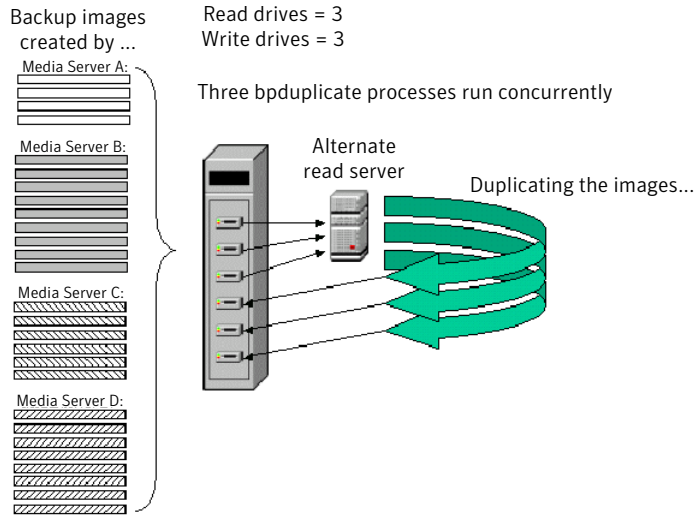 Backup images
created by ...
Read drives = 3
Write drives = 3
Media Server A:
Three bpduplicate processes run concurrently
Media Server B:
Alternate
read server
Duplicating the images...
Media Server C:
Media Server D: